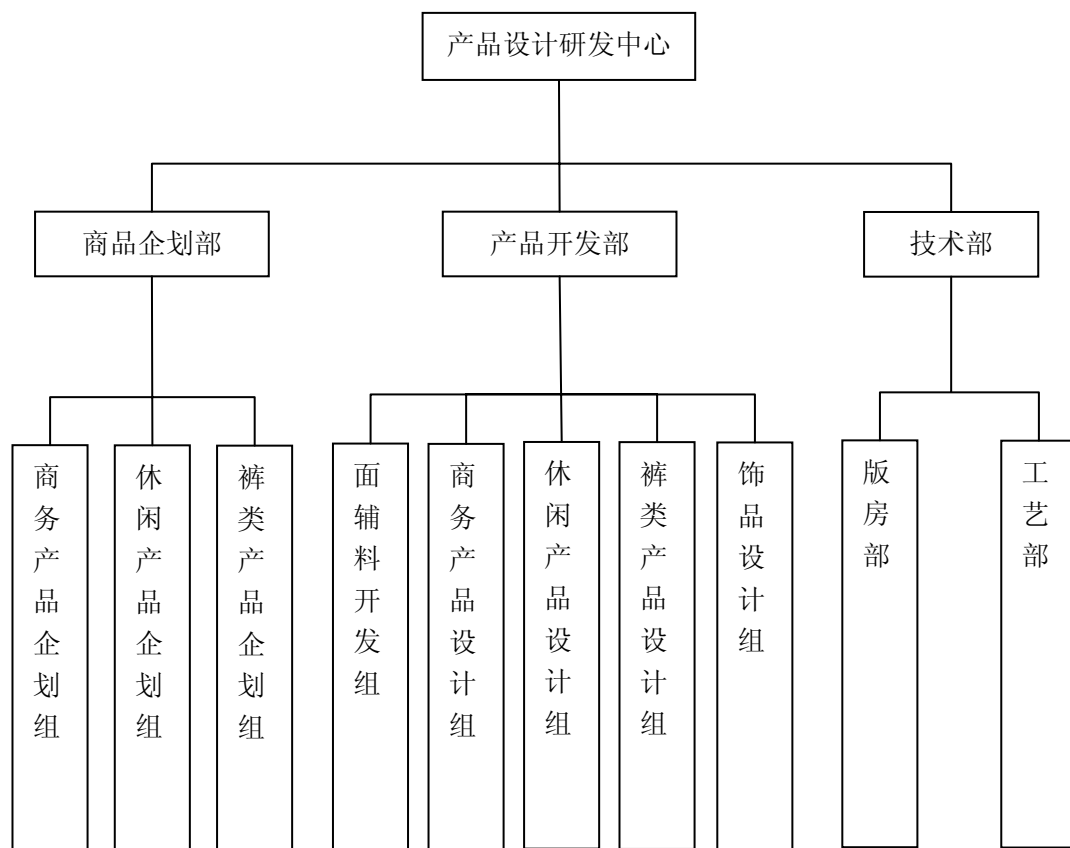 产品设计研发中心
商品企划部
产品开发部
技术部
商务产品企划组
休闲产品企划组
裤类产品企划组
面辅料开发组
商务产品设计组
休闲产品设计组
裤类产品设计组
饰品设计组
版房部
工艺部